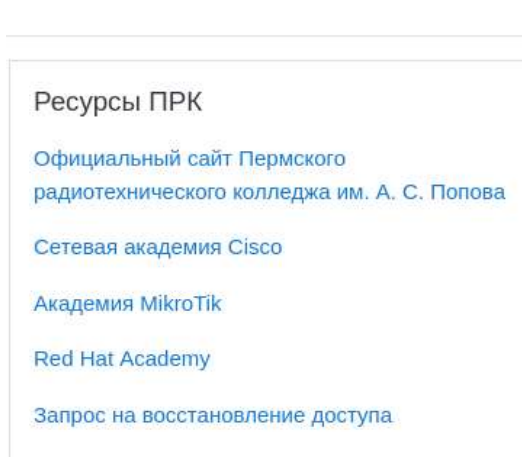 Ресурсы ПРК
Официальный сайт Пермского
радиотехнического колледжа им. А. С. Попова
Сетевая академия Cisco
Академия MikroTik
Red Hat Academy
Запрос на восстановление доступа